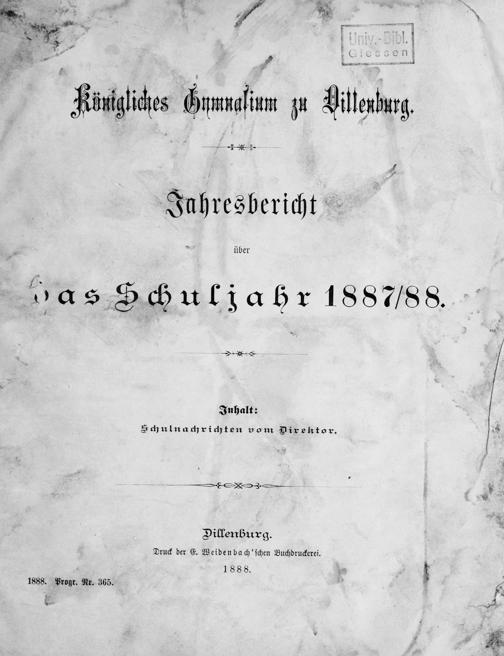 Univ.-Bibl.
Giessen
Königliches Gymnasium zu Dillenburg.
Jahresbericht
über
das Schuljahr 1887/88.
Inhalt:
Schulnachrichten vom Direktor.
Dillenburg.
Druck der E. Weidenbach'schen Buchdruckerei.
1888.
1888. Progr. Nr. 365.